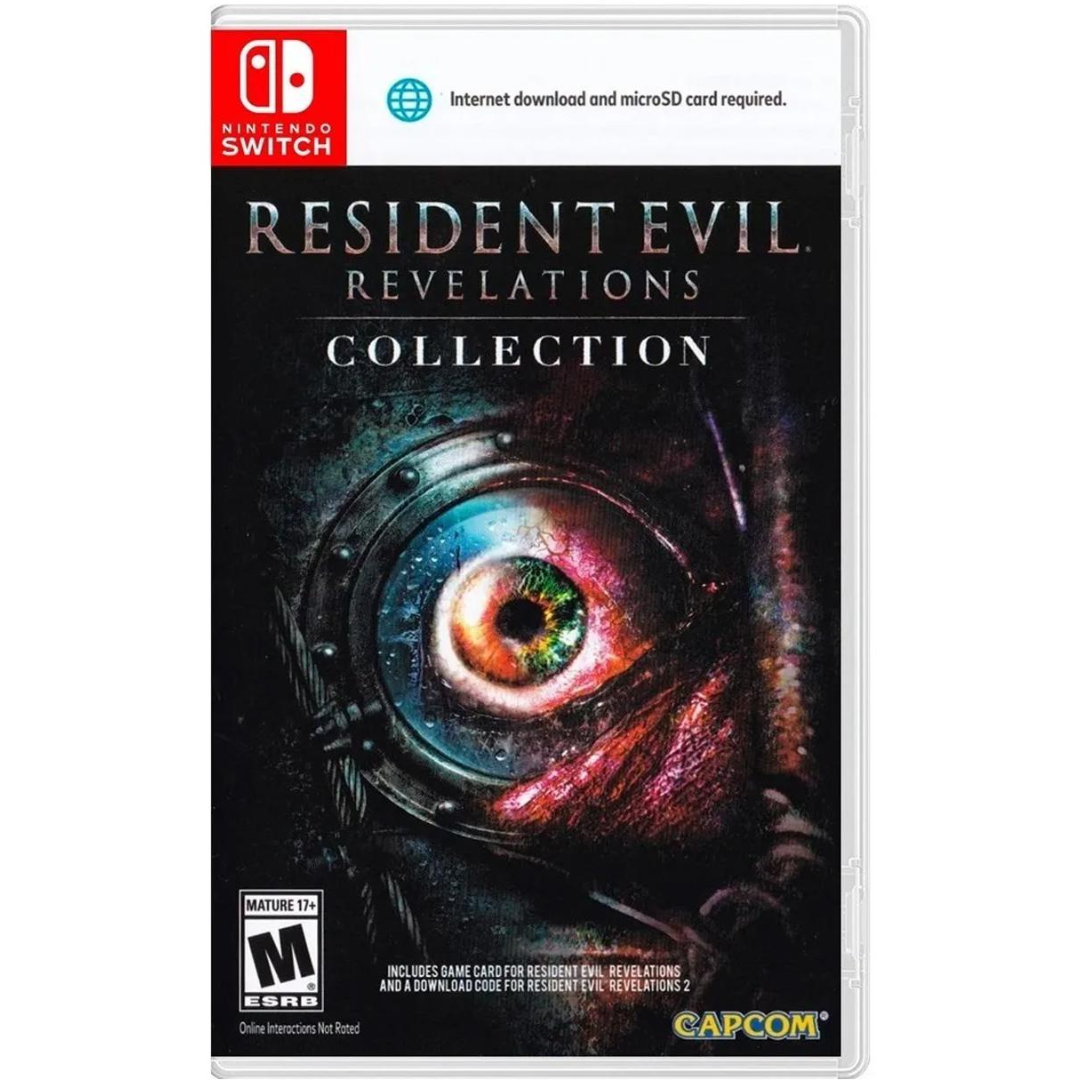 NINTENDO
SWITCH
Internet download and microSD card required.
RESIDENT EVIL®
REVELATIONS
COLLECTION
MATURE 17+
M
®
ESRB
INCLUDES GAME CARD FOR RESIDENT EVIL REVELATIONS
AND A DOWNLOAD CODE FOR RESIDENT EVIL REVELATIONS 2
Online Interactions Not Rated
CAPCOM®